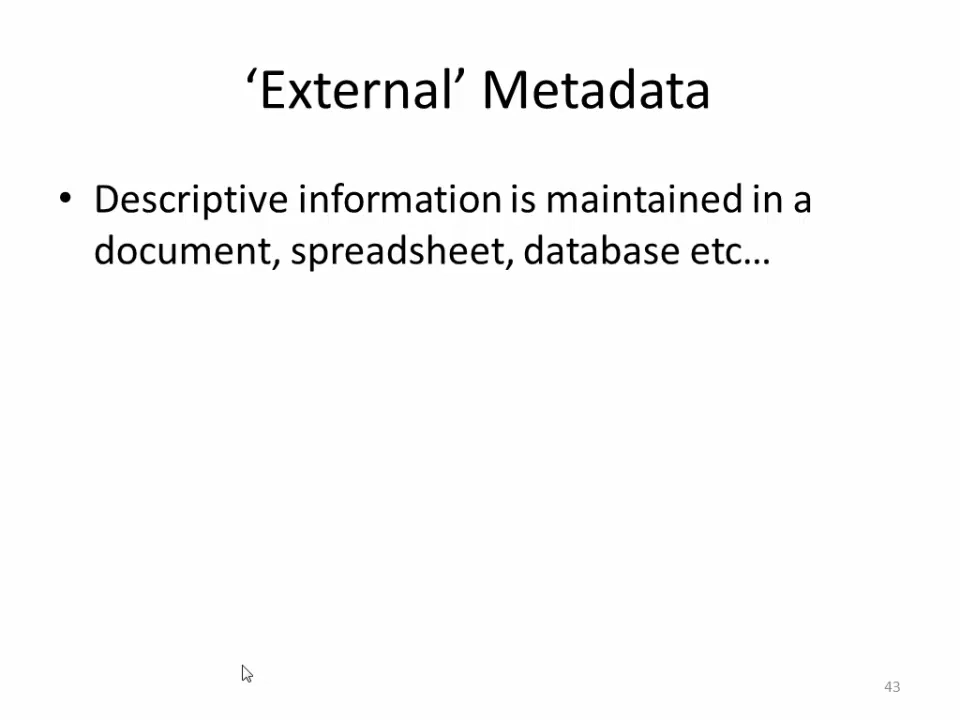 ‘External’ Metadata
• Descriptive information is maintained in a
document, spreadsheet, database etc…
43